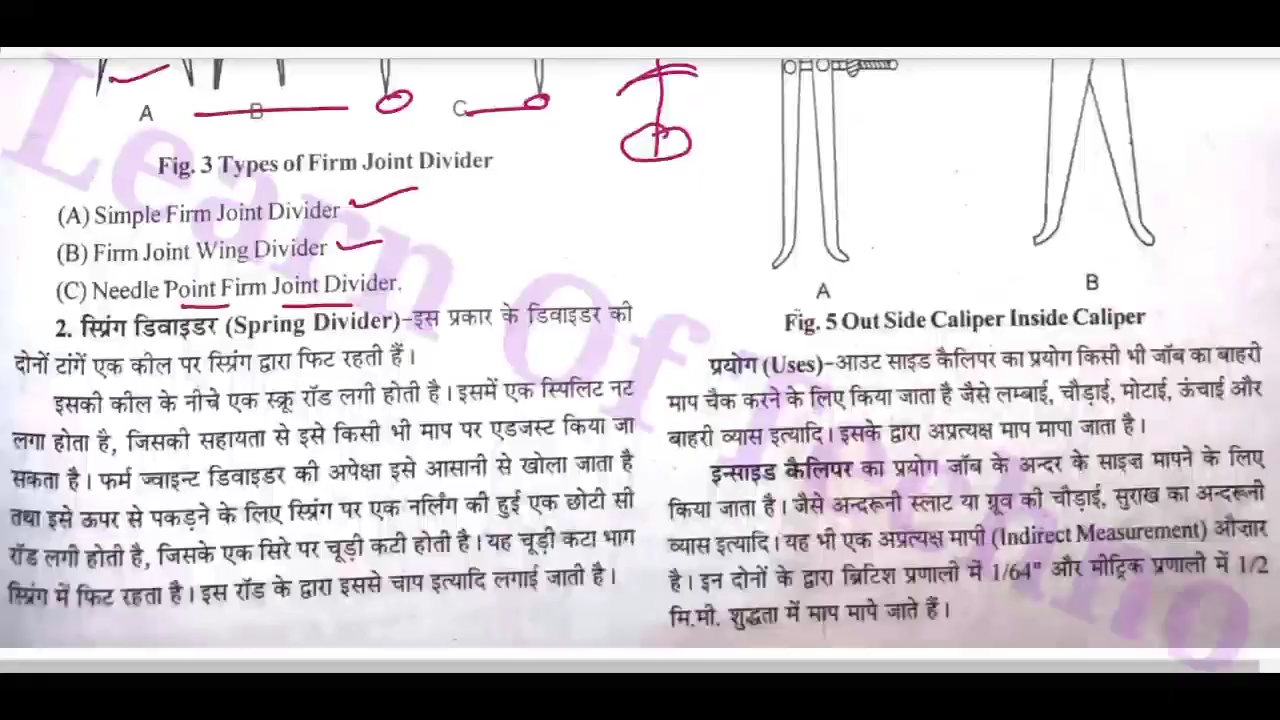 A B C
Fig. 3 Types of Firm Joint Divider
(A) Simple Firm Joint Divider
(B) Firm Joint Wing Divider
(C) Needle Point Firm Joint Divider.
2. स्प्रिंग डिवाइडर (Spring Divider)-इस प्रकार के डिवाइडर की
दोनों टांगें एक कील पर स्प्रिंग द्वारा फिट रहती हैं।
इसकी कील के नीचे एक स्क्रू रॉड लगी होती है। इसमें एक स्पिलिट नट
लगा होता है, जिसकी सहायता से इसे किसी भी माप पर एडजस्ट किया जा
सकता है। फर्म ज्वाइन्ट डिवाइडर की अपेक्षा इसे आसानी से खोला जाता है
तथा इसे ऊपर से पकड़ने के लिए स्प्रिंग पर एक नर्लिंग की हुई एक छोटी सी
रॉड लगी होती है, जिसके एक सिरे पर चूड़ी कटी होती है। यह चूड़ी कटा भाग
स्प्रिंग में फिट रहता है। इस रॉड के द्वारा इससे चाप इत्यादि लगाई जाती है।
A B
Fig. 5 Out Side Caliper Inside Caliper
प्रयोग (Uses)-आउट साइड कैलिपर का प्रयोग किसी भी जॉब का बाहरी
माप चैक करने के लिए किया जाता है जैसे लम्बाई, चौड़ाई, मोटाई, ऊंचाई और
बाहरी व्यास इत्यादि। इसके द्वारा अप्रत्यक्ष माप मापा जाता है।
इन्साइड कैलिपर का प्रयोग जॉब के अन्दर के साइज़ मापने के लिए
किया जाता है। जैसे अन्दरूनी स्लाट या ग्रूव की चौड़ाई, सुराख का अन्दरूनी
व्यास इत्यादि। यह भी एक अप्रत्यक्ष मापी (Indirect Measurement) औज़ार
है। इन दोनों के द्वारा ब्रिटिश प्रणाली में 1/64" और मीट्रिक प्रणाली में 1/2
मि.मी. शुद्धता में माप मापे जाते हैं।
Learn Of Techno